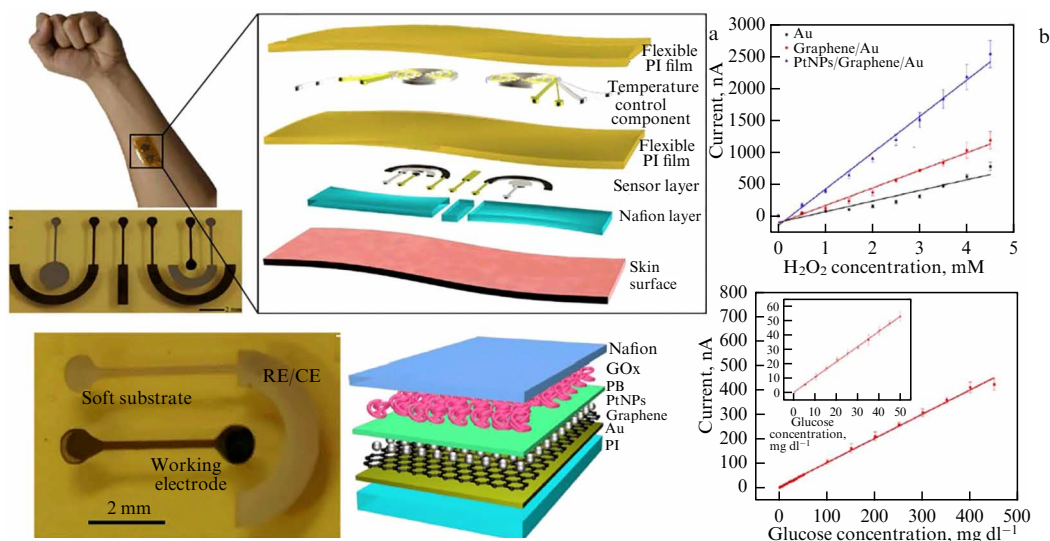 Flexible
PI film
Temperature
control
component
Flexible
PI film
Sensor layer
Nafion layer
Skin
surface
2 mm
a
Soft substrate
RE/CE
Working
electrode
2 mm
Nafion
GOx
PB
PtNPs
Graphene
Au
PI
b
Current, nA
3000
2500
2000
1500
1000
500
0
Au
Graphene/Au
PtNPs/Graphene/Au
0 1 2 3 4 5
H₂O₂ concentration, mM
Current, nA
800
700
600
500
400
300
200
100
0
60
50
40
30
20
10
0
0 10 20 30 40 50
Glucose
concentration,
mg dl⁻¹
0 100 200 300 400 500
Glucose concentration, mg dl⁻¹